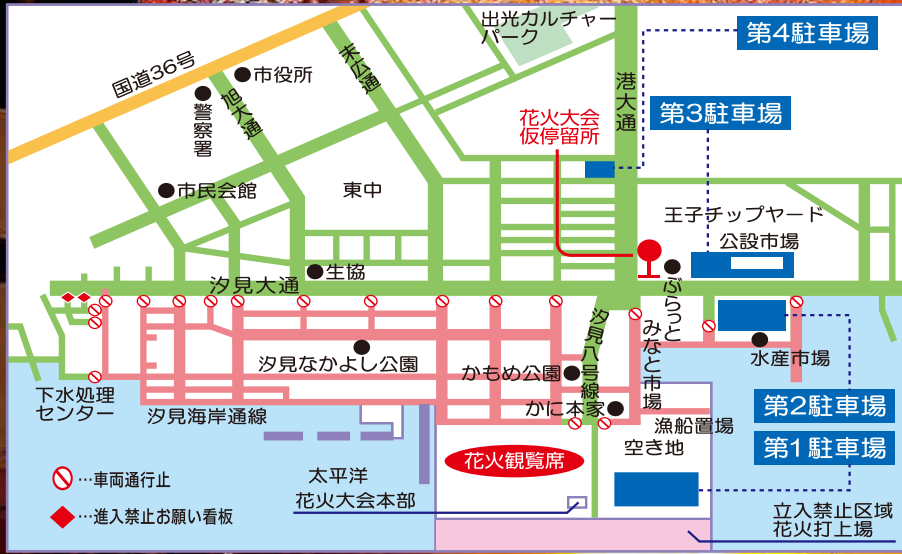 出光カルチャー
パーク
第4駐車場
国道36号
市役所
末広通
港大通
旭大通
警察署
花火大会
仮停留所
第3駐車場
市民会館
東中
王子チップヤード
公設市場
生協
汐見大通
ぷらっと
みなと市場
汐見八号線
汐見なかよし公園
かもめ公園
水産市場
下水処理
センター
汐見海岸通線
かに本家
漁船置場
空き地
第2駐車場
第1駐車場
花火観覧席
…車両通行止
太平洋
花火大会本部
…進入禁止お願い看板
立入禁止区域
花火打上場